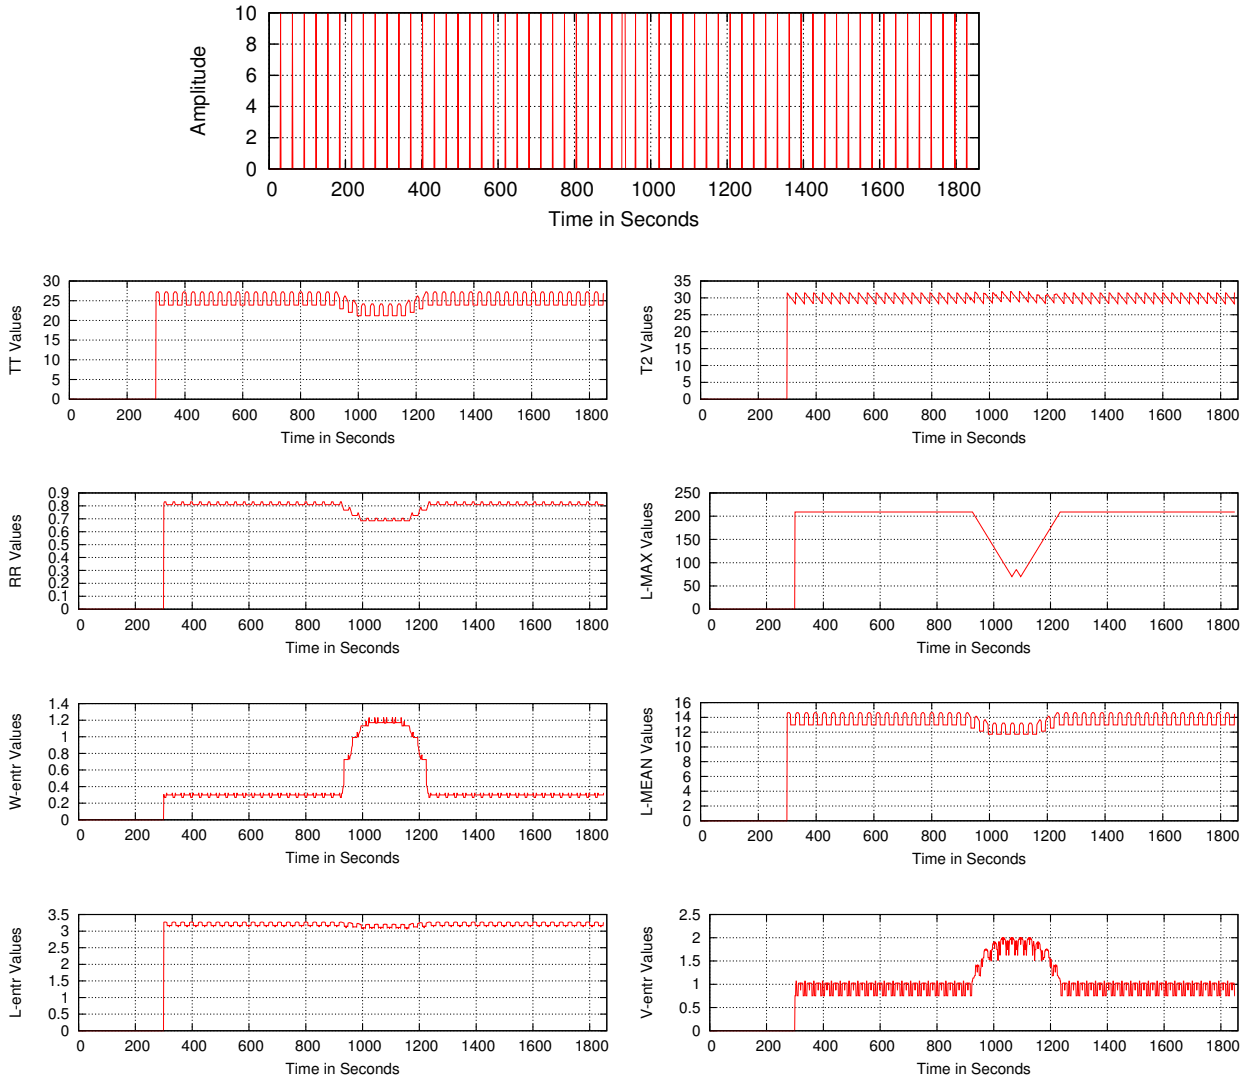 10
8
6
4
2
0
Amplitude
0 200 400 600 800 1000 1200 1400 1600 1800
Time in Seconds
30
25
20
15
10
5
0
TT Values
0 200 400 600 800 1000 1200 1400 1600 1800
Time in Seconds
35
30
25
20
15
10
5
0
T2 Values
0 200 400 600 800 1000 1200 1400 1600 1800
Time in Seconds
0.9
0.8
0.7
0.6
0.5
0.4
0.3
0.2
0.1
0
RR Values
0 200 400 600 800 1000 1200 1400 1600 1800
Time in Seconds
250
200
150
100
50
0
L-MAX Values
0 200 400 600 800 1000 1200 1400 1600 1800
Time in Seconds
1.4
1.2
1
0.8
0.6
0.4
0.2
0
W-entr Values
0 200 400 600 800 1000 1200 1400 1600 1800
Time in Seconds
16
14
12
10
8
6
4
2
0
L-MEAN Values
0 200 400 600 800 1000 1200 1400 1600 1800
Time in Seconds
3.5
3
2.5
2
1.5
1
0.5
0
L-entr Values
0 200 400 600 800 1000 1200 1400 1600 1800
Time in Seconds
2.5
2
1.5
1
0.5
0
V-entr Values
0 200 400 600 800 1000 1200 1400 1600 1800
Time in Seconds